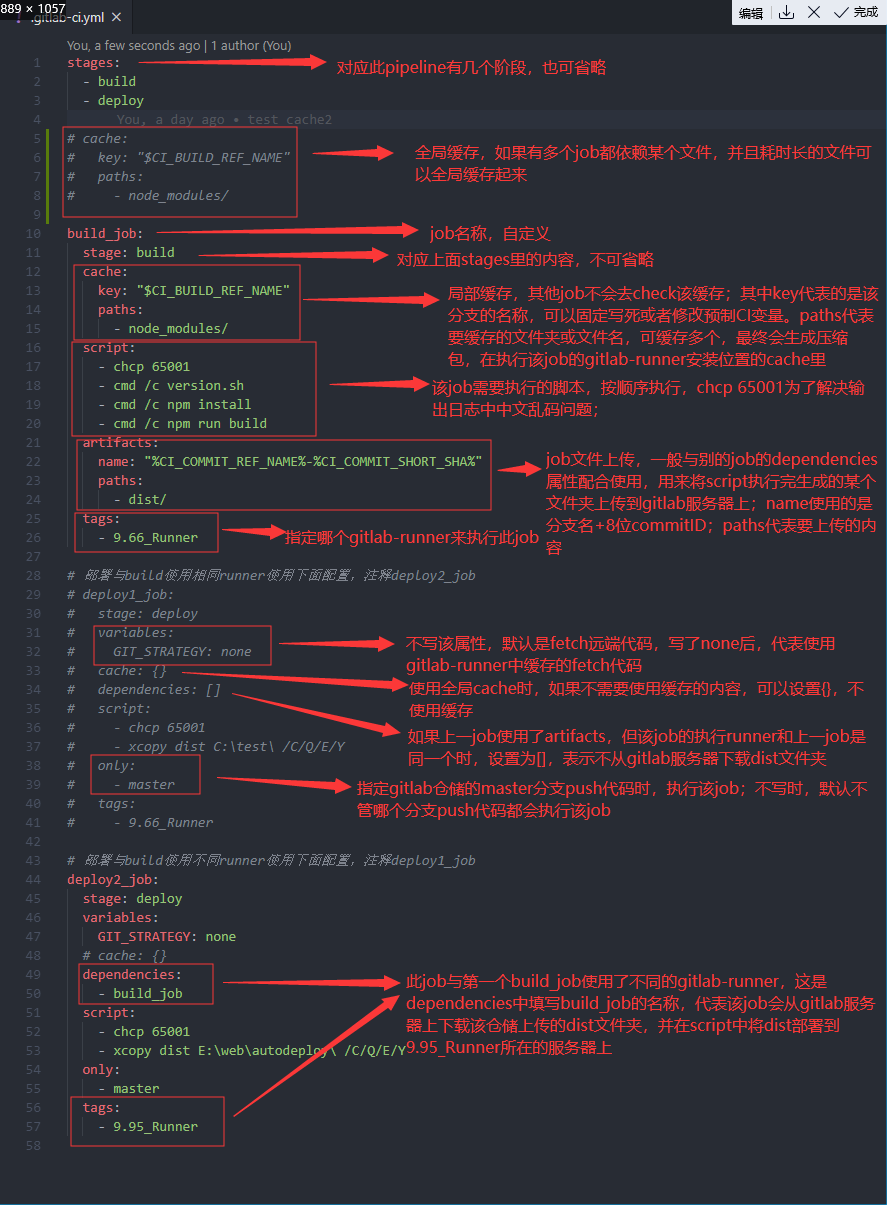 889 × 1057
.gitlab-ci.yml ×
编辑
完成
You, a few seconds ago | 1 author (You)
1 stages:
对应此pipeline有几个阶段，也可省略
2 - build
3 - deploy
4 You, a day ago • test cache2
5 # cache:
6 # key: "$CI_BUILD_REF_NAME"
7 # paths:
8 # - node_modules/
9
全局缓存，如果有多个job都依赖某个文件，并且耗时长的文件可
以全局缓存起来
10 build_job:
job名称，自定义
11 stage: build
对应上面stages里的内容，不可省略
12 cache:
13 key: "$CI_BUILD_REF_NAME"
14 paths:
15 - node_modules/
局部缓存，其他job不会去check该缓存；其中key代表的是该
分支的名称，可以固定写死或者修改预制CI变量。paths代表
要缓存的文件夹或文件名，可缓存多个，最终会生成压缩
包，在执行该job的gitlab-runner安装位置的cache里
16 script:
17 - chcp 65001
18 - cmd /c version.sh
19 - cmd /c npm install
20 - cmd /c npm run build
该job需要执行的脚本，按顺序执行，chcp 65001为了解决输
出日志中中文乱码问题；
21 artifacts:
22 name: "%CI_COMMIT_REF_NAME%-%CI_COMMIT_SHORT_SHA%"
23 paths:
24 - dist/
job文件上传，一般与别的job的dependencies
属性配合使用，用来将script执行完生成的某个
文件夹上传到gitlab服务器上；name使用的是
分支名+8位commitID；paths代表要上传的内
容
25 tags:
26 - 9.66_Runner
指定哪个gitlab-runner来执行此job
27
28 # 部署与build使用相同runner使用下面配置，注释deploy2_job
29 # deploy1_job:
30 # stage: deploy
31 # variables:
32 # GIT_STRATEGY: none
不写该属性，默认是fetch远端代码，写了none后，代表使用
gitlab-runner中缓存的fetch代码
33 # cache: {}
使用全局cache时，如果不需要使用缓存的内容，可以设置{}，不
使用缓存
34 # dependencies: []
如果上一job使用了artifacts，但该job的执行runner和上一job是
同一个时，设置为[]，表示不从gitlab服务器下载dist文件夹
35 # script:
36 # - chcp 65001
37 # - xcopy dist C:\test\ /C/Q/E/Y
38 # only:
39 # - master
指定gitlab仓储的master分支push代码时，执行该job；不写时，默认不
管哪个分支push代码都会执行该job
40 # tags:
41 # - 9.66_Runner
42
43 # 部署与build使用不同runner使用下面配置，注释deploy1_job
44 deploy2_job:
45 stage: deploy
46 variables:
47 GIT_STRATEGY: none
48 # cache: {}
49 dependencies:
50 - build_job
此job与第一个build_job使用了不同的gitlab-runner，这是
dependencies中填写build_job的名称，代表该job会从gitlab服务
器上下载该仓储上传的dist文件夹，并在script中将dist部署到
9.95_Runner所在的服务器上
51 script:
52 - chcp 65001
53 - xcopy dist E:\web\autodeploy\ /C/Q/E/Y
54 only:
55 - master
56 tags:
57 - 9.95_Runner
58